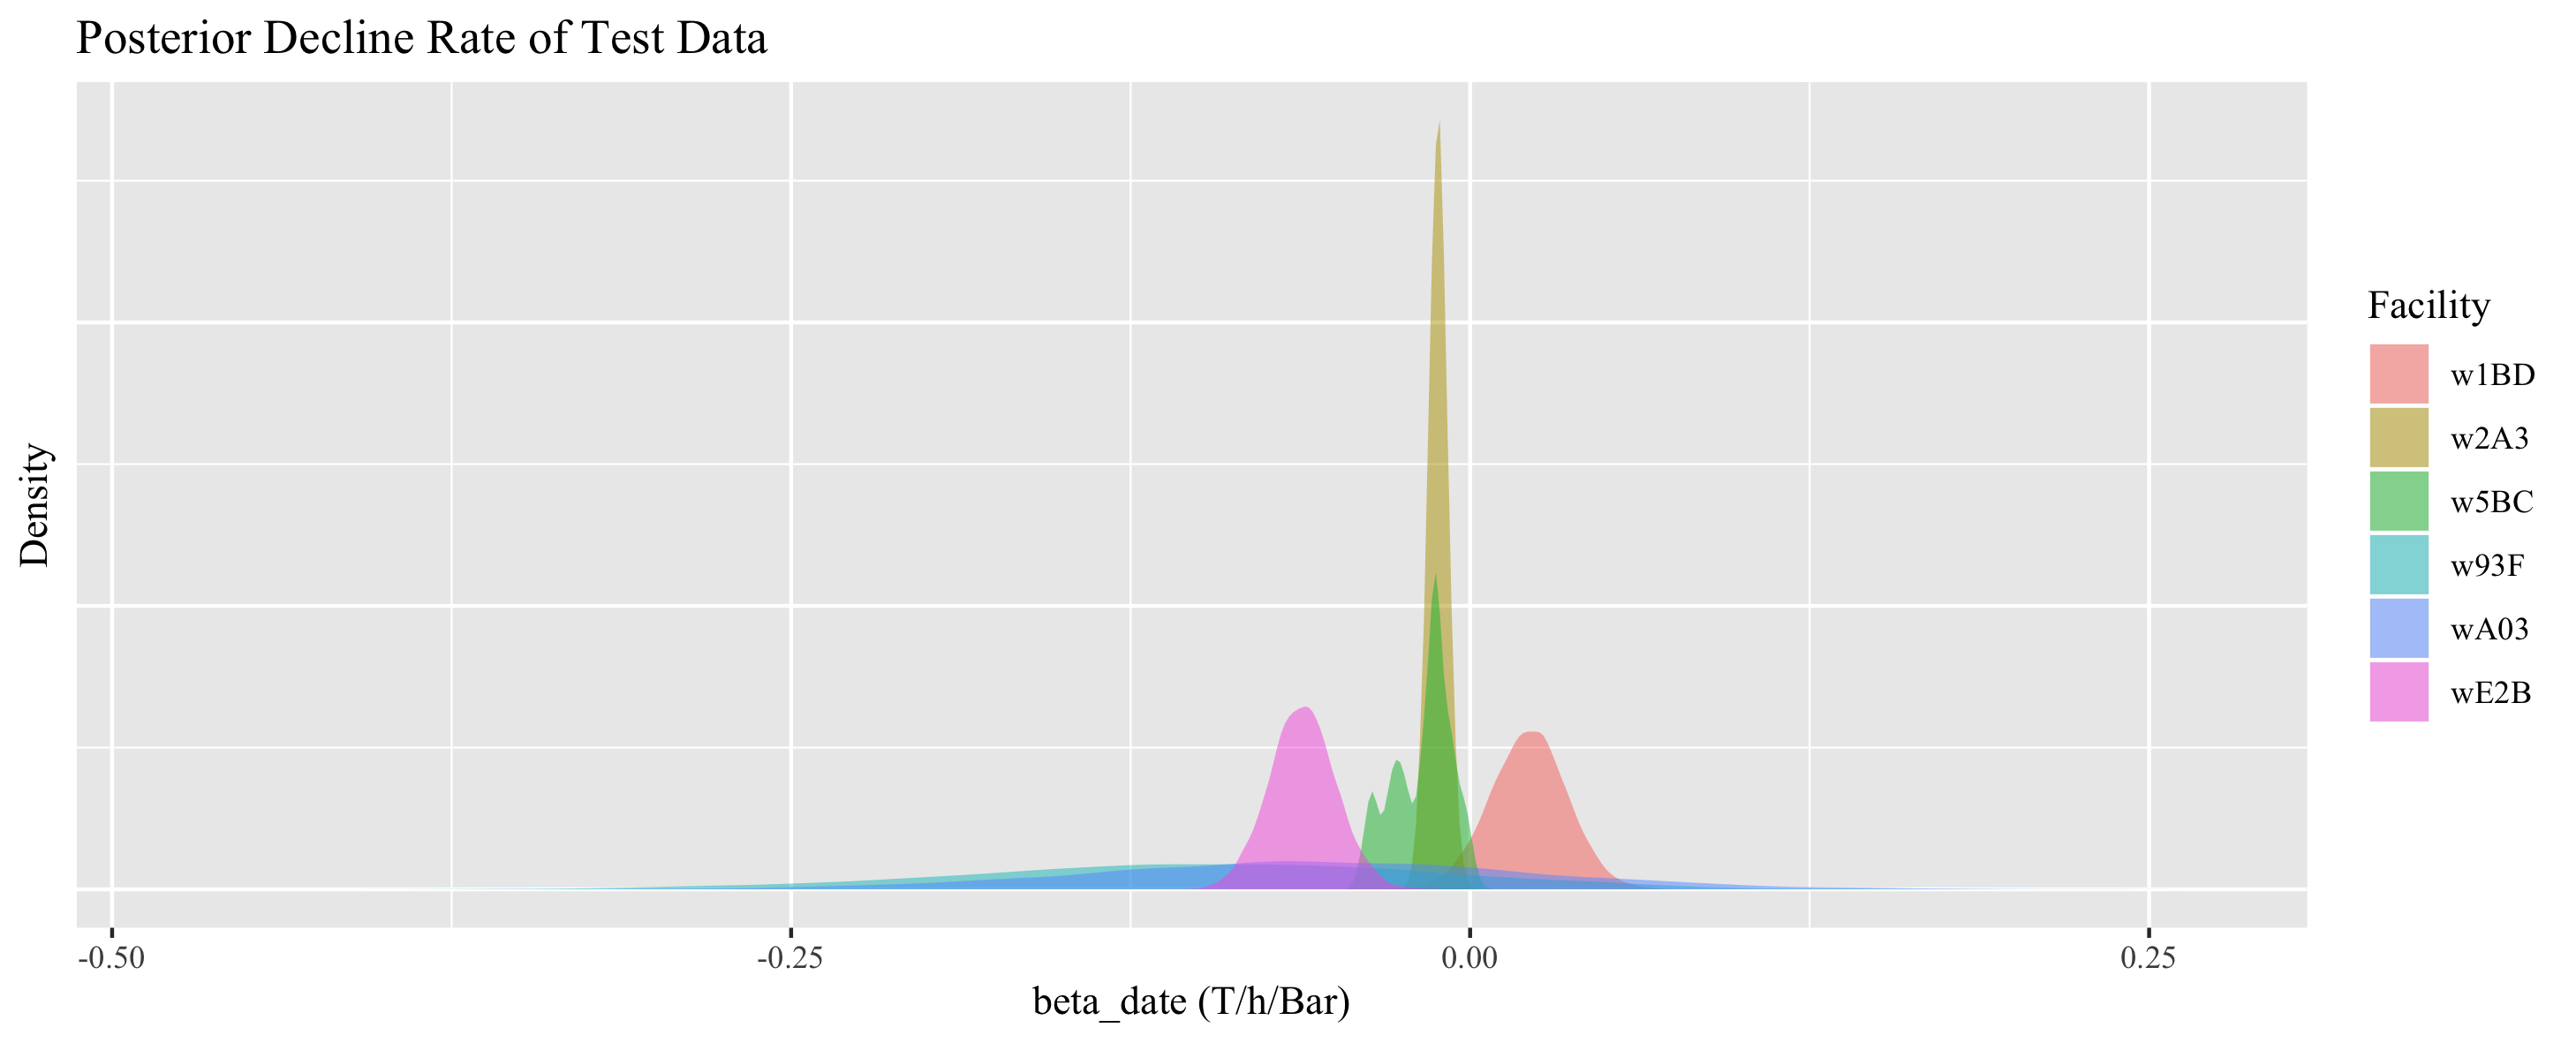 Posterior Decline Rate of Test Data
Density
-0.50
-0.25
0.00
0.25
beta_date (T/h/Bar)
Facility
w1BD
w2A3
w5BC
w93F
wA03
wE2B